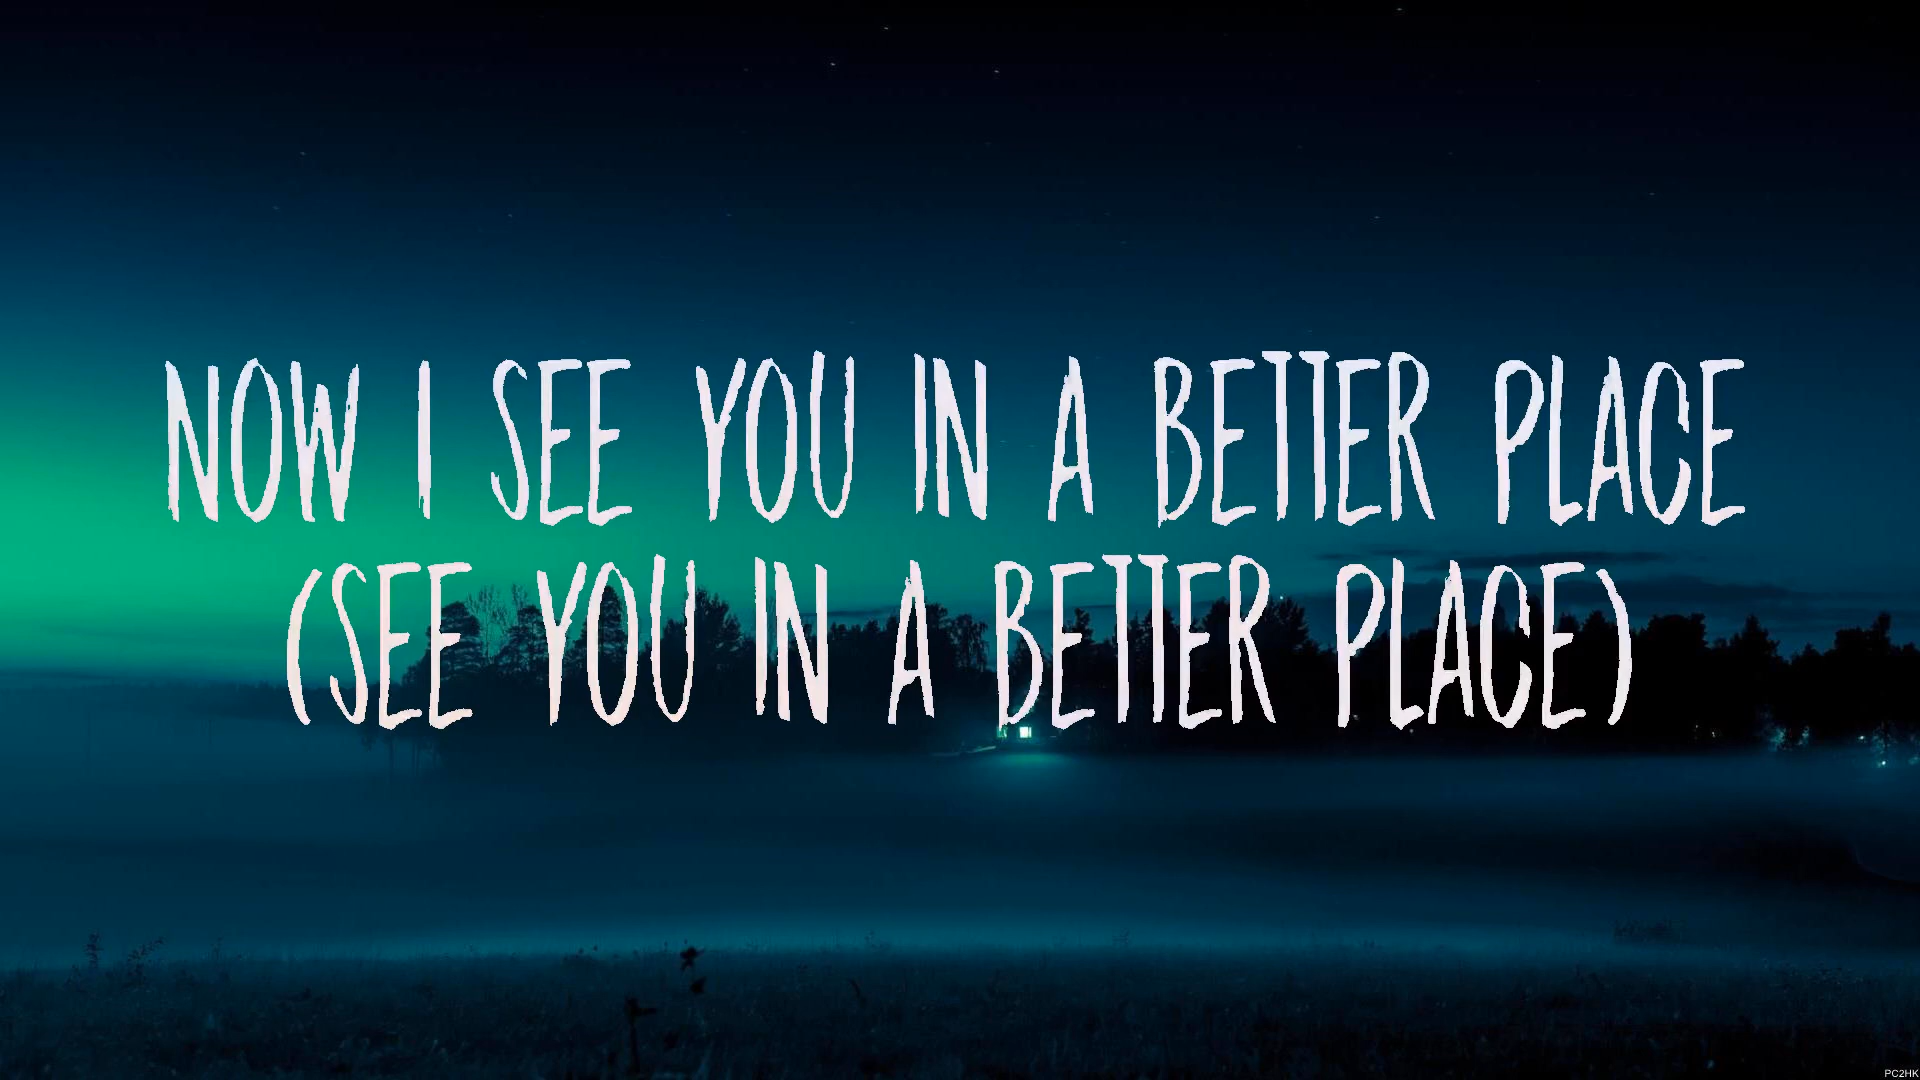 NOW I SEE YOU IN A BETTER PLACE
(SEE YOU IN A BETTER PLACE)
PC2HK